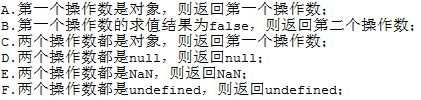 A.第一个操作数是对象，则返回第一个操作数；
B.第一个操作数的求值结果为false，则返回第二个操作数；
C.两个操作数都是对象，则返回第一个操作数；
D.两个操作数都是null，则返回null；
E.两个操作数都是NaN，则返回NaN；
F.两个操作数都是undefined，则返回undefined；